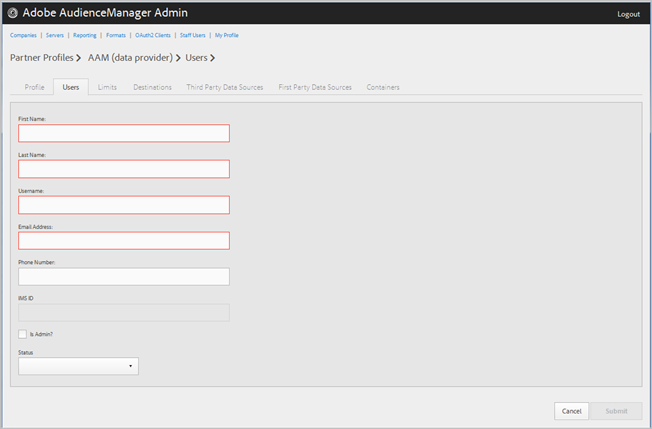 Adobe AudienceManager Admin
Logout
Companies | Servers | Reporting | Formats | OAuth2 Clients | Staff Users | My Profile
Partner Profiles > AAM (data provider) > Users >
Profile Users Limits Destinations Third Party Data Sources First Party Data Sources Containers
First Name:
Last Name:
Username:
Email Address:
Phone Number:
IMS ID
Is Admin?
Status
Cancel Submit